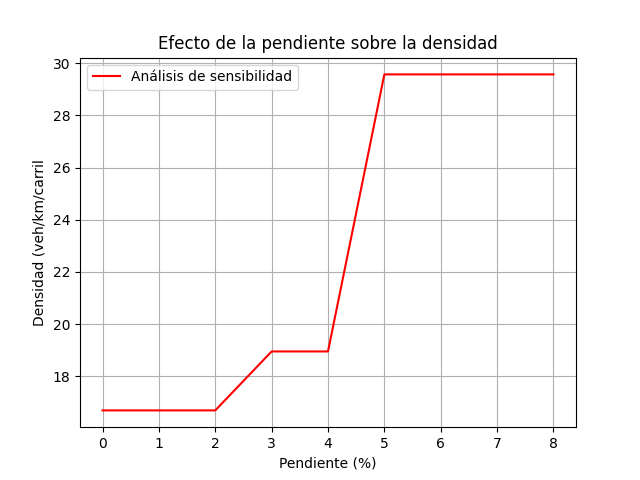 Efecto de la pendiente sobre la densidad
Análisis de sensibilidad
Densidad (veh/km/carril
30
28
26
24
22
20
18
0 1 2 3 4 5 6 7 8
Pendiente (%)